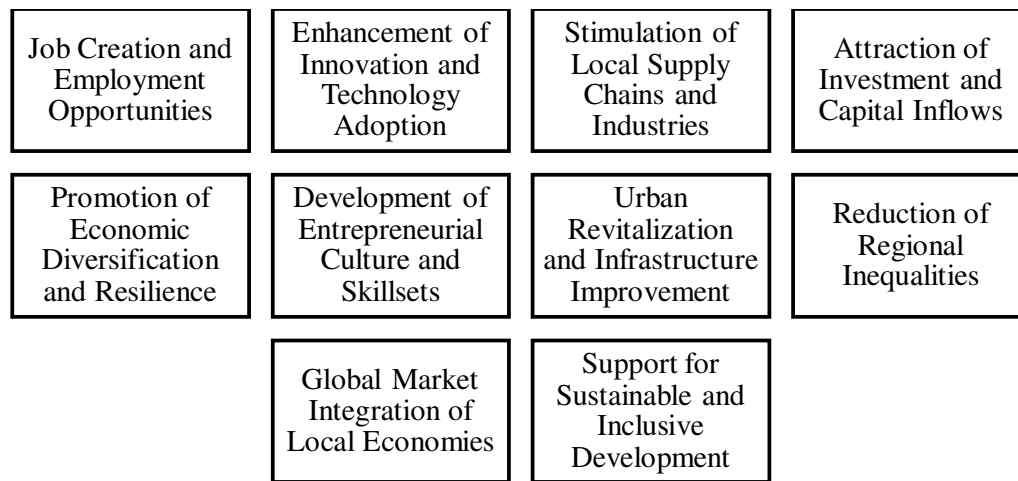 Job Creation and
Employment
Opportunities
Enhancement of
Innovation and
Technology
Adoption
Stimulation of
Local Supply
Chains and
Industries
Attraction of
Investment and
Capital Inflows
Promotion of
Economic
Diversification
and Resilience
Development of
Entrepreneurial
Culture and
Skillsets
Urban
Revitalization
and Infrastructure
Improvement
Reduction of
Regional
Inequalities
Global Market
Integration of
Local Economies
Support for
Sustainable and
Inclusive
Development